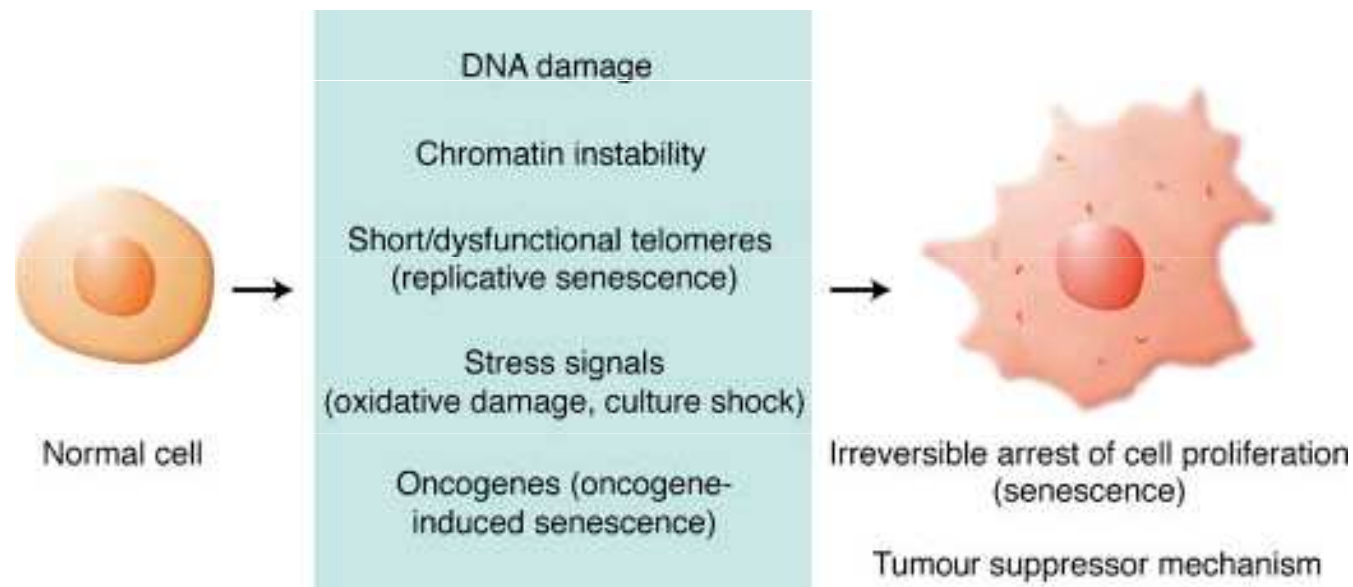 DNA damage
Chromatin instability
Short/dysfunctional telomeres
(replicative senescence)
Stress signals
(oxidative damage, culture shock)
Oncogenes (oncogene-
induced senescence)
Normal cell
Irreversible arrest of cell proliferation
(senescence)
Tumour suppressor mechanism